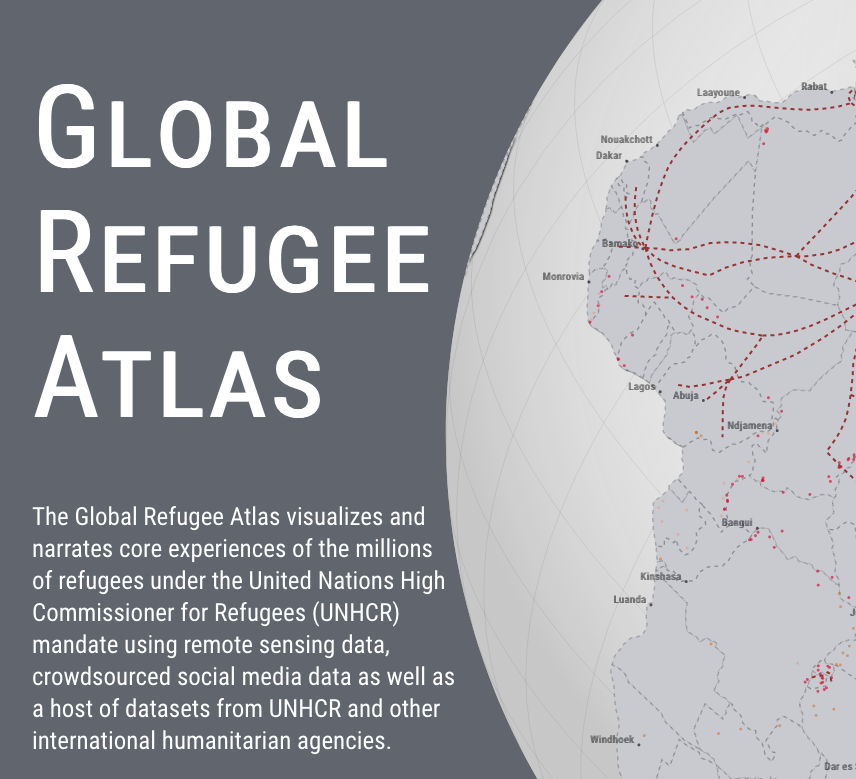 GLOBAL
REFUGEE
ATLAS
The Global Refugee Atlas visualizes and
narrates core experiences of the millions
of refugees under the United Nations High
Commissioner for Refugees (UNHCR)
mandate using remote sensing data,
crowdsourced social media data as well as
a host of datasets from UNHCR and other
international humanitarian agencies.
Rabat
Laayoune
Nouakchott
Dakar
Bamako
Monrovia
Lagos
Abuja
Ndjamena
Bangui
Kinshasa
Luanda
Windhoek
Dar es